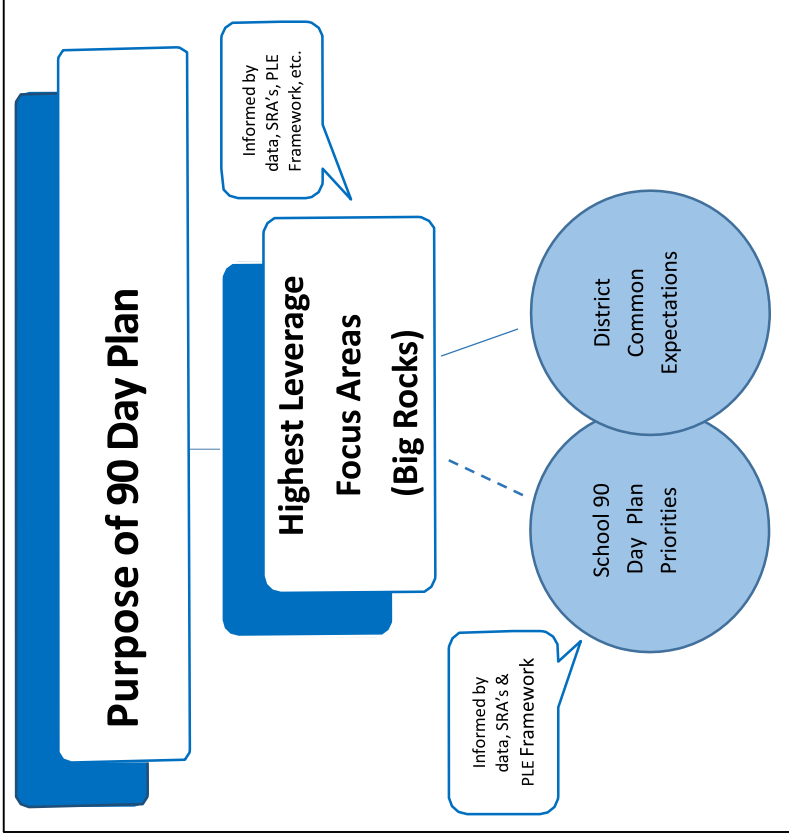 Purpose of 90 Day Plan
Informed by
data, SRA's, PLE
Framework, etc.
Highest Leverage
Focus Areas
(Big Rocks)
Informed by
data, SRA's &
PLE Framework
School 90
Day Plan
Priorities
District
Common
Expectations